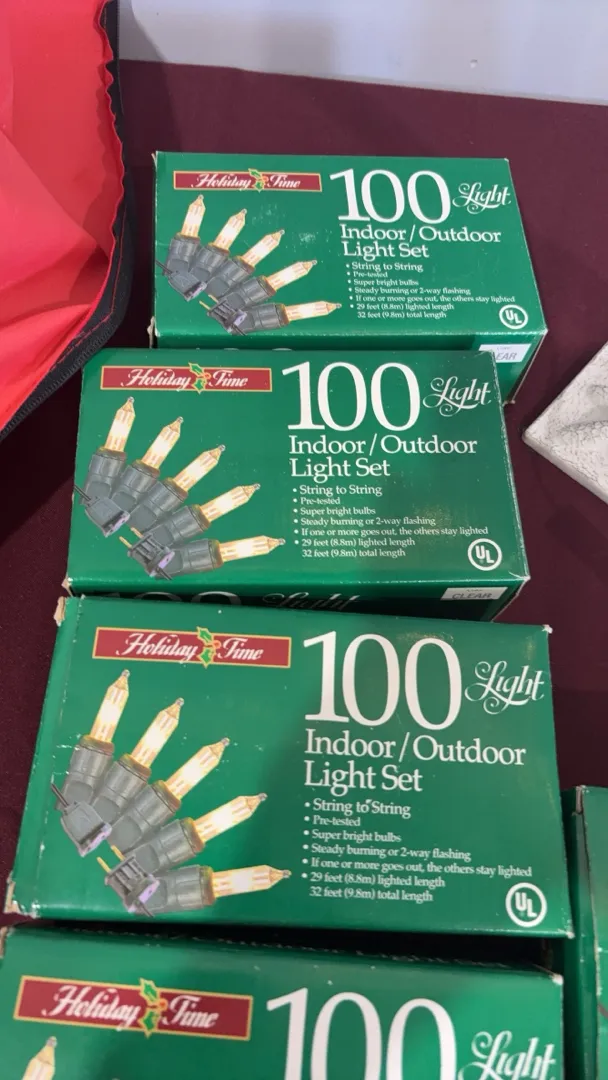 Holiday Time
100 Light
Indoor/Outdoor
Light Set
• String to String
• Pre-tested
• Super bright bulbs
• Steady burning or 2-way flashing
• If one or more goes out, the others stay lighted
• 29 feet (8.8m) lighted length
32 feet (9.8m) total length
UL
EAR
Holiday Time
100 Light
Indoor/Outdoor
Light Set
• String to String
• Pre-tested
• Super bright bulbs
• Steady burning or 2-way flashing
• If one or more goes out, the others stay lighted
• 29 feet (8.8m) lighted length
32 feet (9.8m) total length
UL
100 Light
CLEAR
Holiday Time
100 Light
Indoor/Outdoor
Light Set
• String to String
• Pre-tested
• Super bright bulbs
• Steady burning or 2-way flashing
• If one or more goes out, the others stay lighted
• 29 feet (8.8m) lighted length
32 feet (9.8m) total length
UL
Holiday Time
100 Light